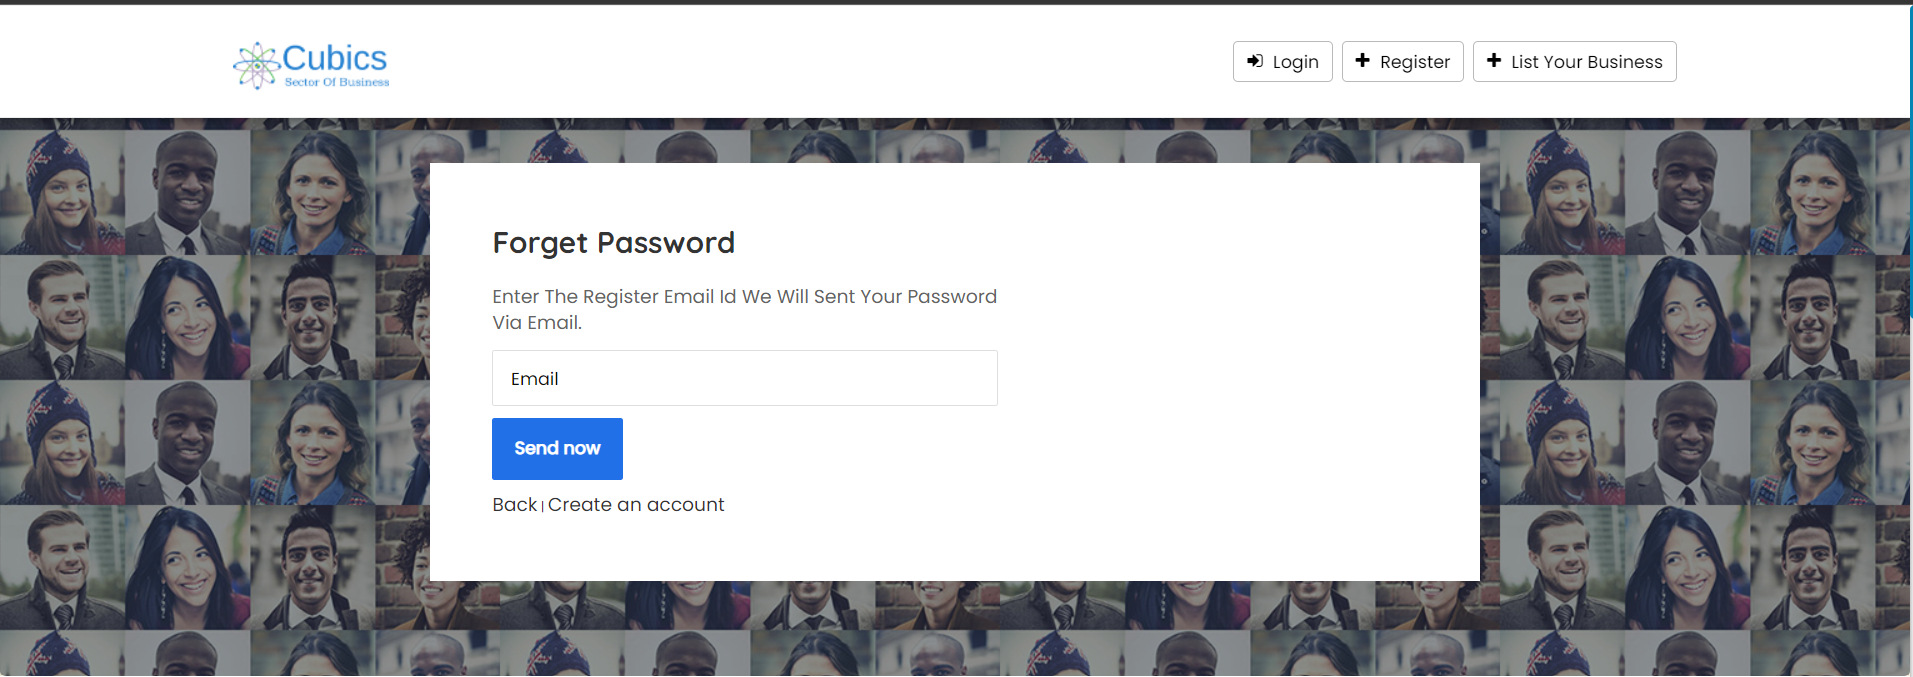 Cubics
Sector Of Business
Login
Register
List Your Business
Forget Password
Enter The Register Email Id We Will Sent Your Password
Via Email.
Email
Send now
Back | Create an account